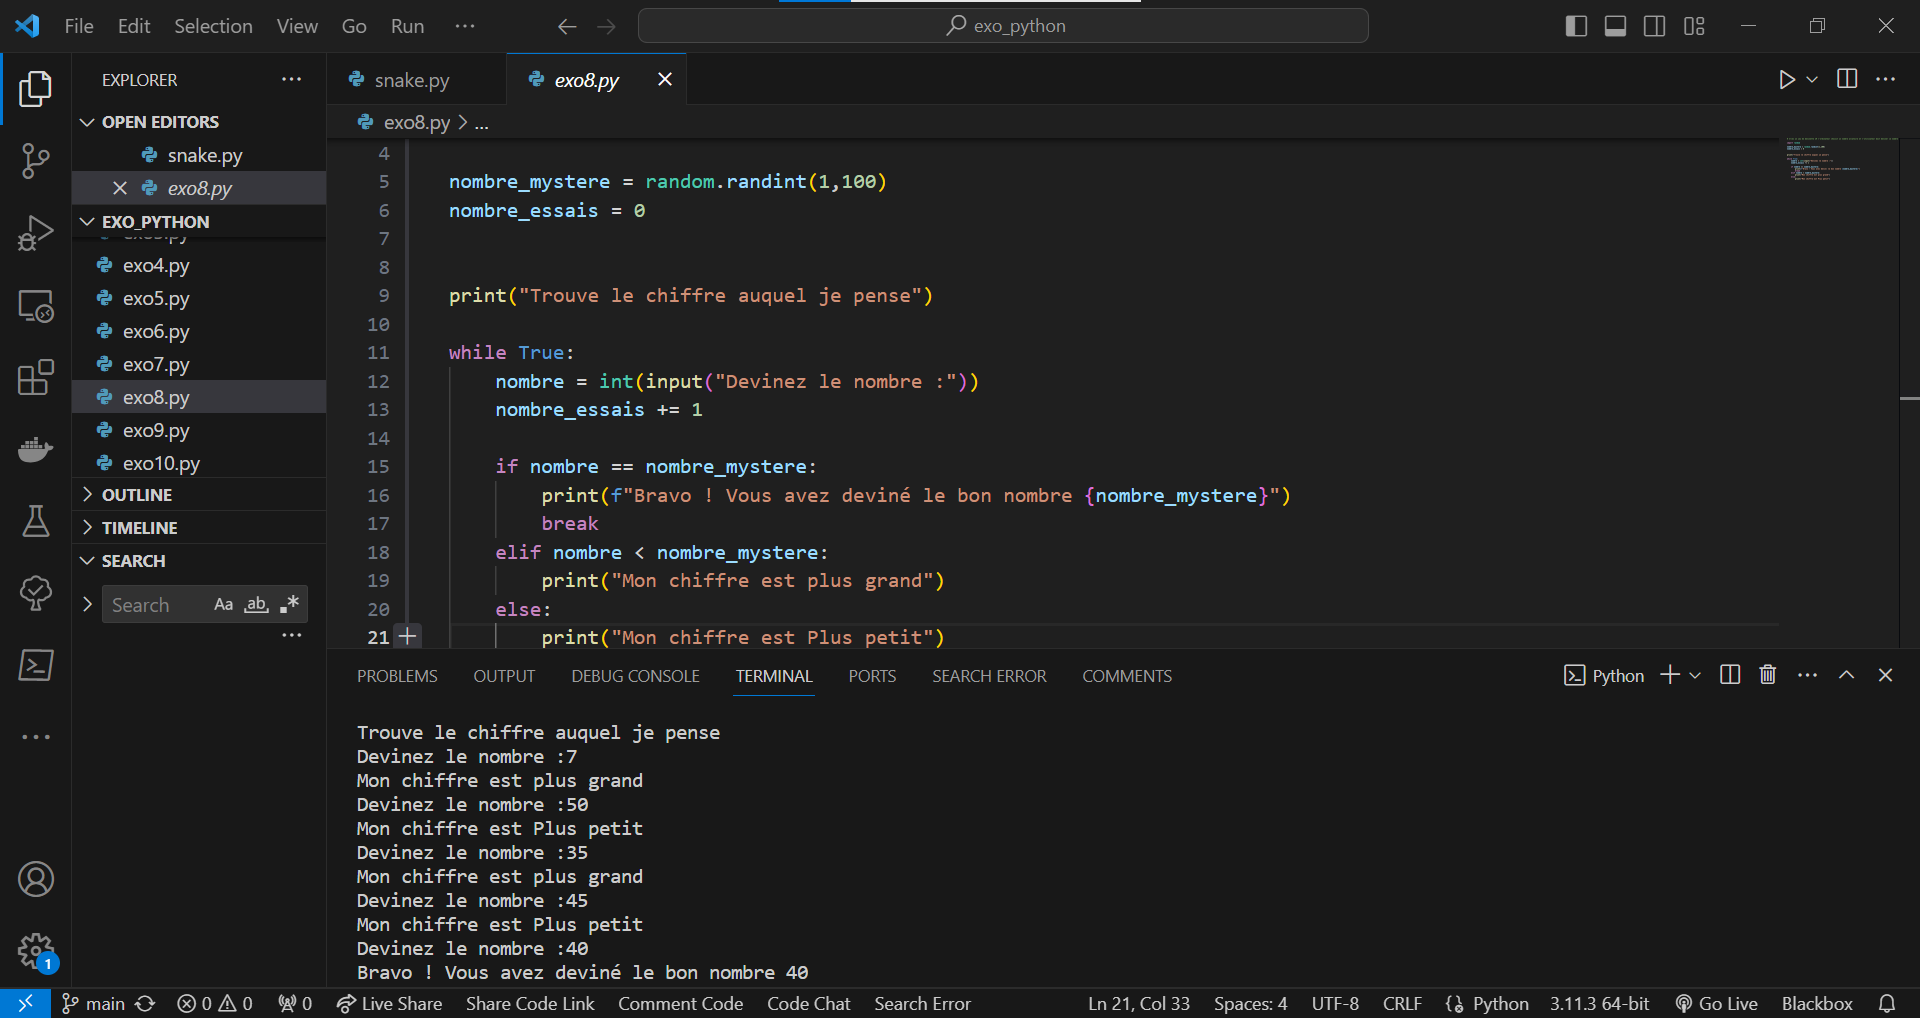 File Edit Selection View Go Run ···
exo_python
EXPLORER
OPEN EDITORS
snake.py
exo8.py
EXO_PYTHON
exo4.py
exo5.py
exo6.py
exo7.py
exo8.py
exo9.py
exo10.py
OUTLINE
TIMELINE
SEARCH
Search Aa ab .*
snake.py exo8.py
exo8.py > ...
4
5 nombre_mystere = random.randint(1,100)
6 nombre_essais = 0
7
8
9 print("Trouve le chiffre auquel je pense")
10
11 while True:
12 nombre = int(input("Devinez le nombre :"))
13 nombre_essais += 1
14
15 if nombre == nombre_mystere:
16 print(f"Bravo ! Vous avez deviné le bon nombre {nombre_mystere}")
17 break
18 elif nombre < nombre_mystere:
19 print("Mon chiffre est plus grand")
20 else:
21 print("Mon chiffre est Plus petit")
PROBLEMS OUTPUT DEBUG CONSOLE TERMINAL PORTS SEARCH ERROR COMMENTS
Python
Trouve le chiffre auquel je pense
Devinez le nombre :7
Mon chiffre est plus grand
Devinez le nombre :50
Mon chiffre est Plus petit
Devinez le nombre :35
Mon chiffre est plus grand
Devinez le nombre :45
Mon chiffre est Plus petit
Devinez le nombre :40
Bravo ! Vous avez deviné le bon nombre 40
1
main 0 0 0 Live Share Share Code Link Comment Code Code Chat Search Error Ln 21, Col 33 Spaces: 4 UTF-8 CRLF Python 3.11.3 64-bit Go Live Blackbox